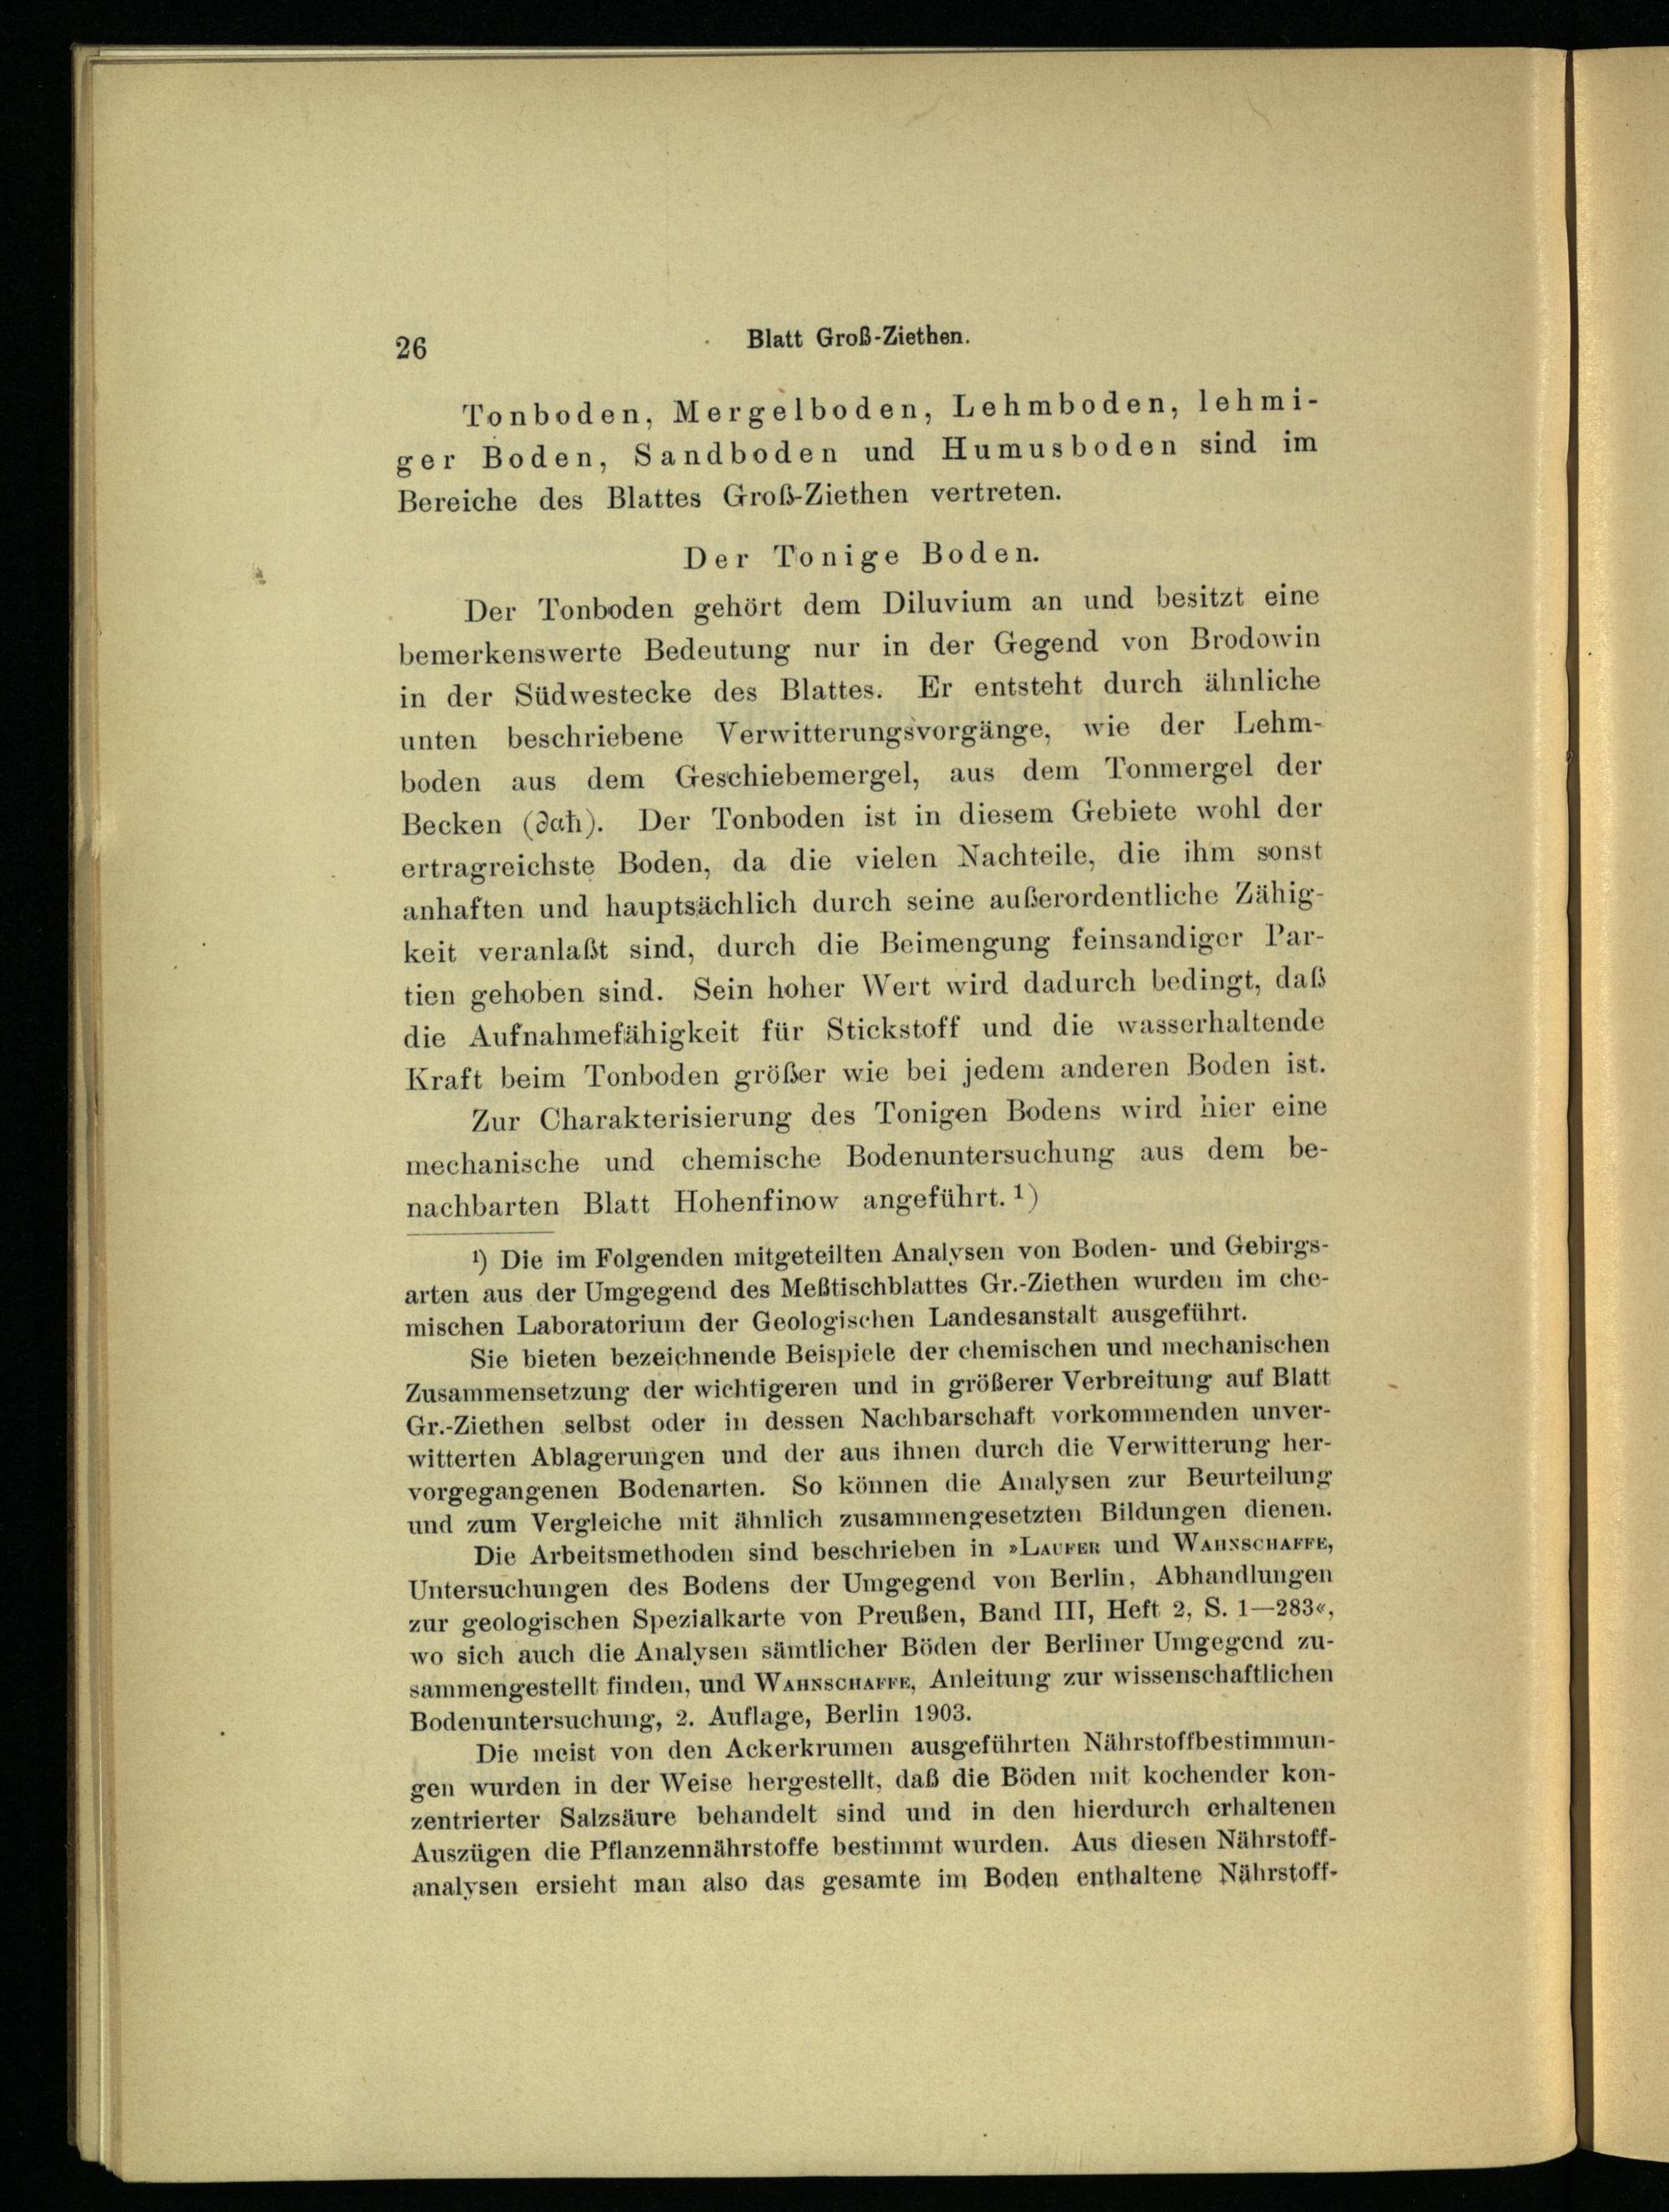 26
Blatt Groß-Ziethen.
Tonboden, Mergelboden, Lehmboden, lehmi-
ger Boden, Sandboden und Humusboden sind im
Bereiche des Blattes Groß-Ziethen vertreten.
Der Tonige Boden.
Der Tonboden gehört dem Diluvium an und besitzt eine
bemerkenswerte Bedeutung nur in der Gegend von Brodowin
in der Südwestecke des Blattes. Er entsteht durch ähnliche
unten beschriebene Verwitterungsvorgänge, wie der Lehm-
boden aus dem Geschiebemergel, aus dem Tonmergel der
Becken (∂aħ). Der Tonboden ist in diesem Gebiete wohl der
ertragreichste Boden, da die vielen Nachteile, die ihm sonst
anhaften und hauptsächlich durch seine außerordentliche Zähig-
keit veranlaßt sind, durch die Beimengung feinsandiger Par-
tien gehoben sind. Sein hoher Wert wird dadurch bedingt, daß
die Aufnahmefähigkeit für Stickstoff und die wasserhaltende
Kraft beim Tonboden größer wie bei jedem anderen Boden ist.
Zur Charakterisierung des Tonigen Bodens wird hier eine
mechanische und chemische Bodenuntersuchung aus dem be-
nachbarten Blatt Hohenfinow angeführt. ¹)
¹) Die im Folgenden mitgeteilten Analysen von Boden- und Gebirgs-
arten aus der Umgegend des Meßtischblattes Gr.-Ziethen wurden im che-
mischen Laboratorium der Geologischen Landesanstalt ausgeführt.
Sie bieten bezeichnende Beispiele der chemischen und mechanischen
Zusammensetzung der wichtigeren und in größerer Verbreitung auf Blatt
Gr.-Ziethen selbst oder in dessen Nachbarschaft vorkommenden unver-
witterten Ablagerungen und der aus ihnen durch die Verwitterung her-
vorgegangenen Bodenarten. So können die Analysen zur Beurteilung
und zum Vergleiche mit ähnlich zusammengesetzten Bildungen dienen.
Die Arbeitsmethoden sind beschrieben in »Laufer und Wahnschaffe,
Untersuchungen des Bodens der Umgegend von Berlin, Abhandlungen
zur geologischen Spezialkarte von Preußen, Band III, Heft 2, S. 1—283«,
wo sich auch die Analysen sämtlicher Böden der Berliner Umgegend zu-
sammengestellt finden, und Wahnschaffe, Anleitung zur wissenschaftlichen
Bodenuntersuchung, 2. Auflage, Berlin 1903.
Die meist von den Ackerkrumen ausgeführten Nährstoffbestimmun-
gen wurden in der Weise hergestellt, daß die Böden mit kochender kon-
zentrierter Salzsäure behandelt sind und in den hierdurch erhaltenen
Auszügen die Pflanzennährstoffe bestimmt wurden. Aus diesen Nährstoff-
analysen ersieht man also das gesamte im Boden enthaltene Nährstoff-